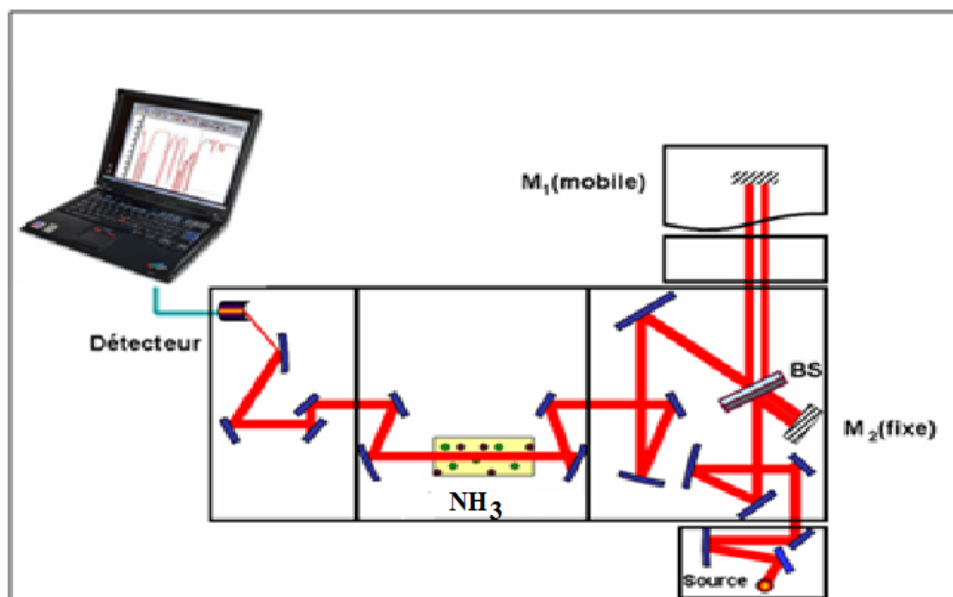 M₁(mobile)
BS
Détecteur
M₂(fixe)
NH₃
Source